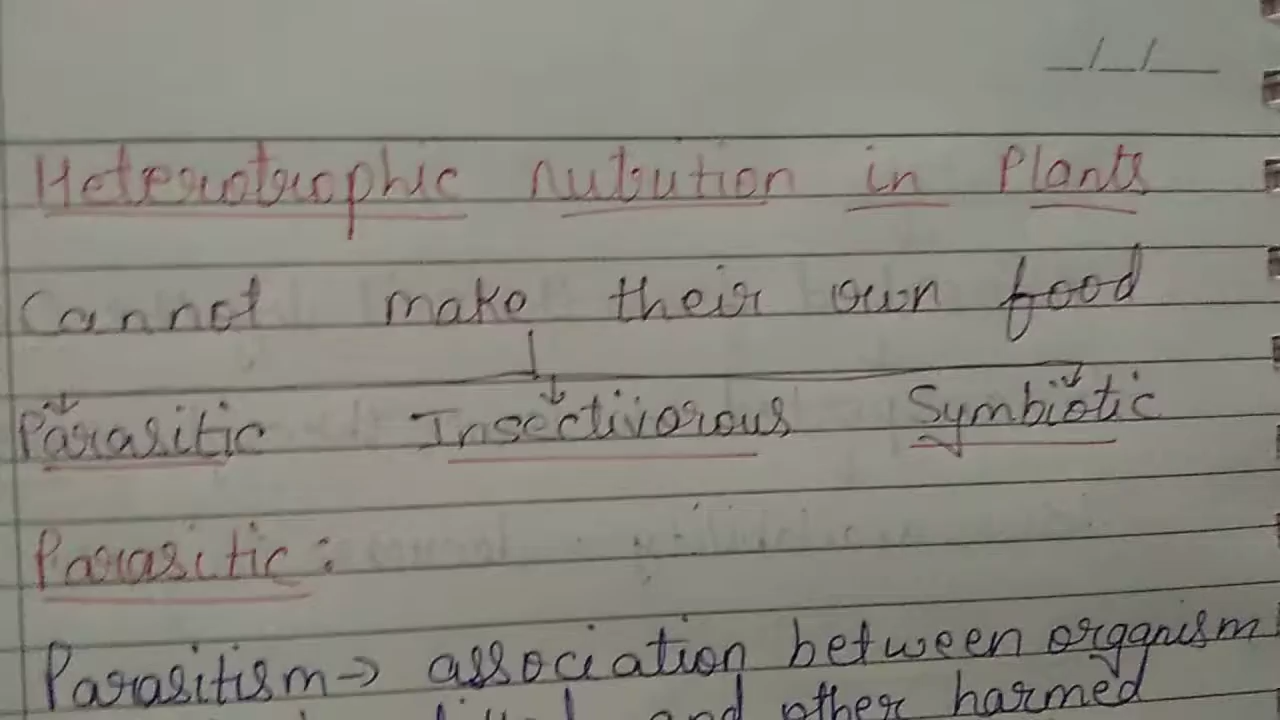 _/_/_
Heterotrophic nutrution in Plants
Cannot make their own food
Parasitic Insectivorous Symbiotic
Parasitic:
Parasitism → association between organism
and other harmed